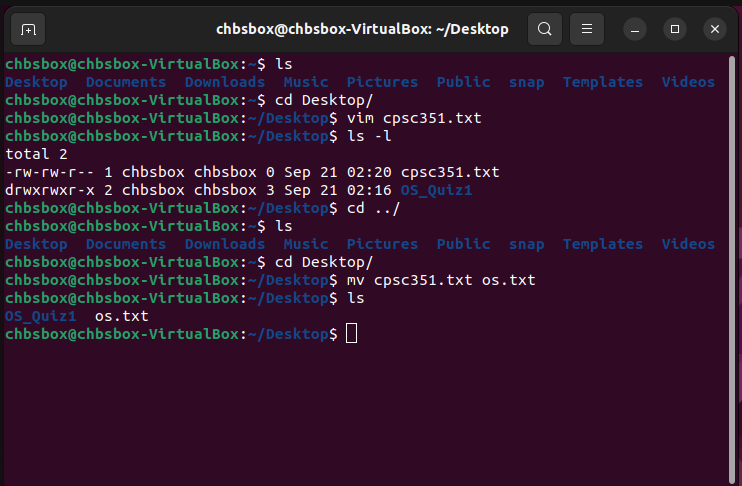 chbsbox@chbsbox-VirtualBox: ~/Desktop
chbsbox@chbsbox-VirtualBox:~$ ls
Desktop  Documents  Downloads  Music  Pictures  Public  snap  Templates  Videos
chbsbox@chbsbox-VirtualBox:~$ cd Desktop/
chbsbox@chbsbox-VirtualBox:~/Desktop$ vim cpsc351.txt
chbsbox@chbsbox-VirtualBox:~/Desktop$ ls -l
total 2
-rw-rw-r-- 1 chbsbox chbsbox 0 Sep 21 02:20 cpsc351.txt
drwxrwxr-x 2 chbsbox chbsbox 3 Sep 21 02:16 OS_Quiz1
chbsbox@chbsbox-VirtualBox:~/Desktop$ cd ../
chbsbox@chbsbox-VirtualBox:~$ ls
Desktop  Documents  Downloads  Music  Pictures  Public  snap  Templates  Videos
chbsbox@chbsbox-VirtualBox:~$ cd Desktop/
chbsbox@chbsbox-VirtualBox:~/Desktop$ mv cpsc351.txt os.txt
chbsbox@chbsbox-VirtualBox:~/Desktop$ ls
OS_Quiz1  os.txt
chbsbox@chbsbox-VirtualBox:~/Desktop$